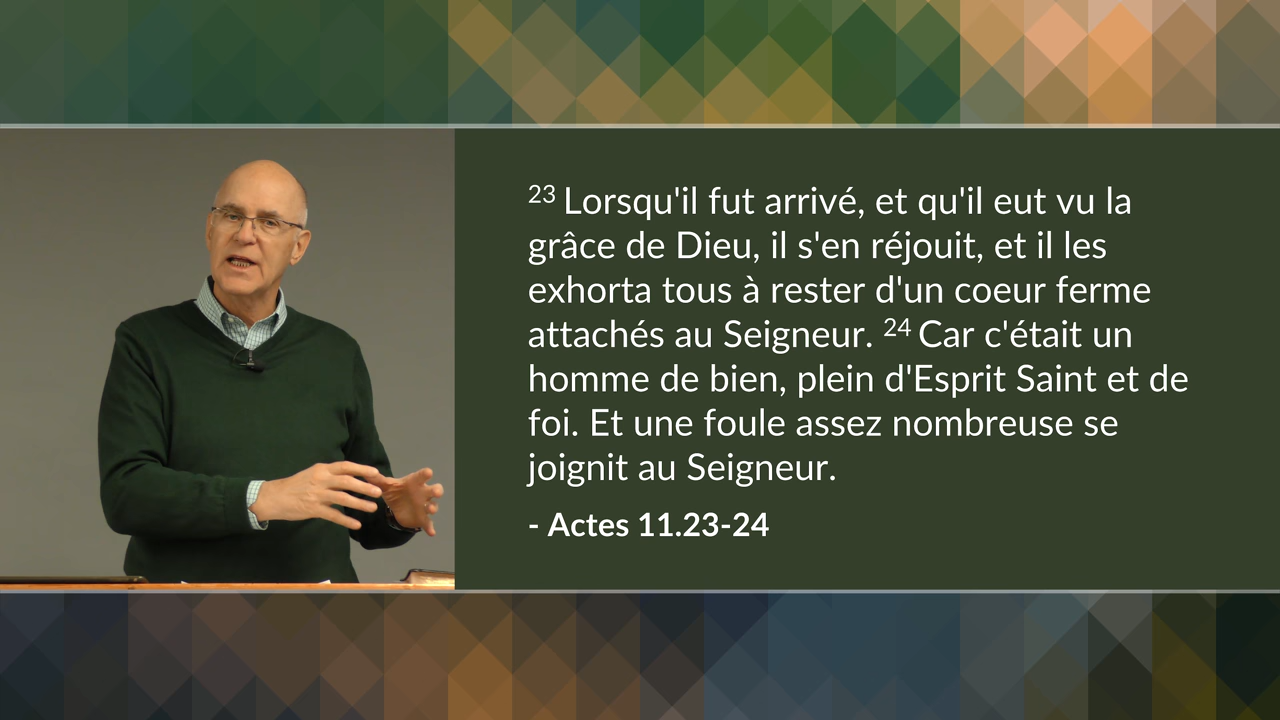 23 Lorsqu'il fut arrivé, et qu'il eut vu la
grâce de Dieu, il s'en réjouit, et il les
exhorta tous à rester d'un coeur ferme
attachés au Seigneur. 24 Car c'était un
homme de bien, plein d'Esprit Saint et de
foi. Et une foule assez nombreuse se
joignit au Seigneur.
- Actes 11.23-24